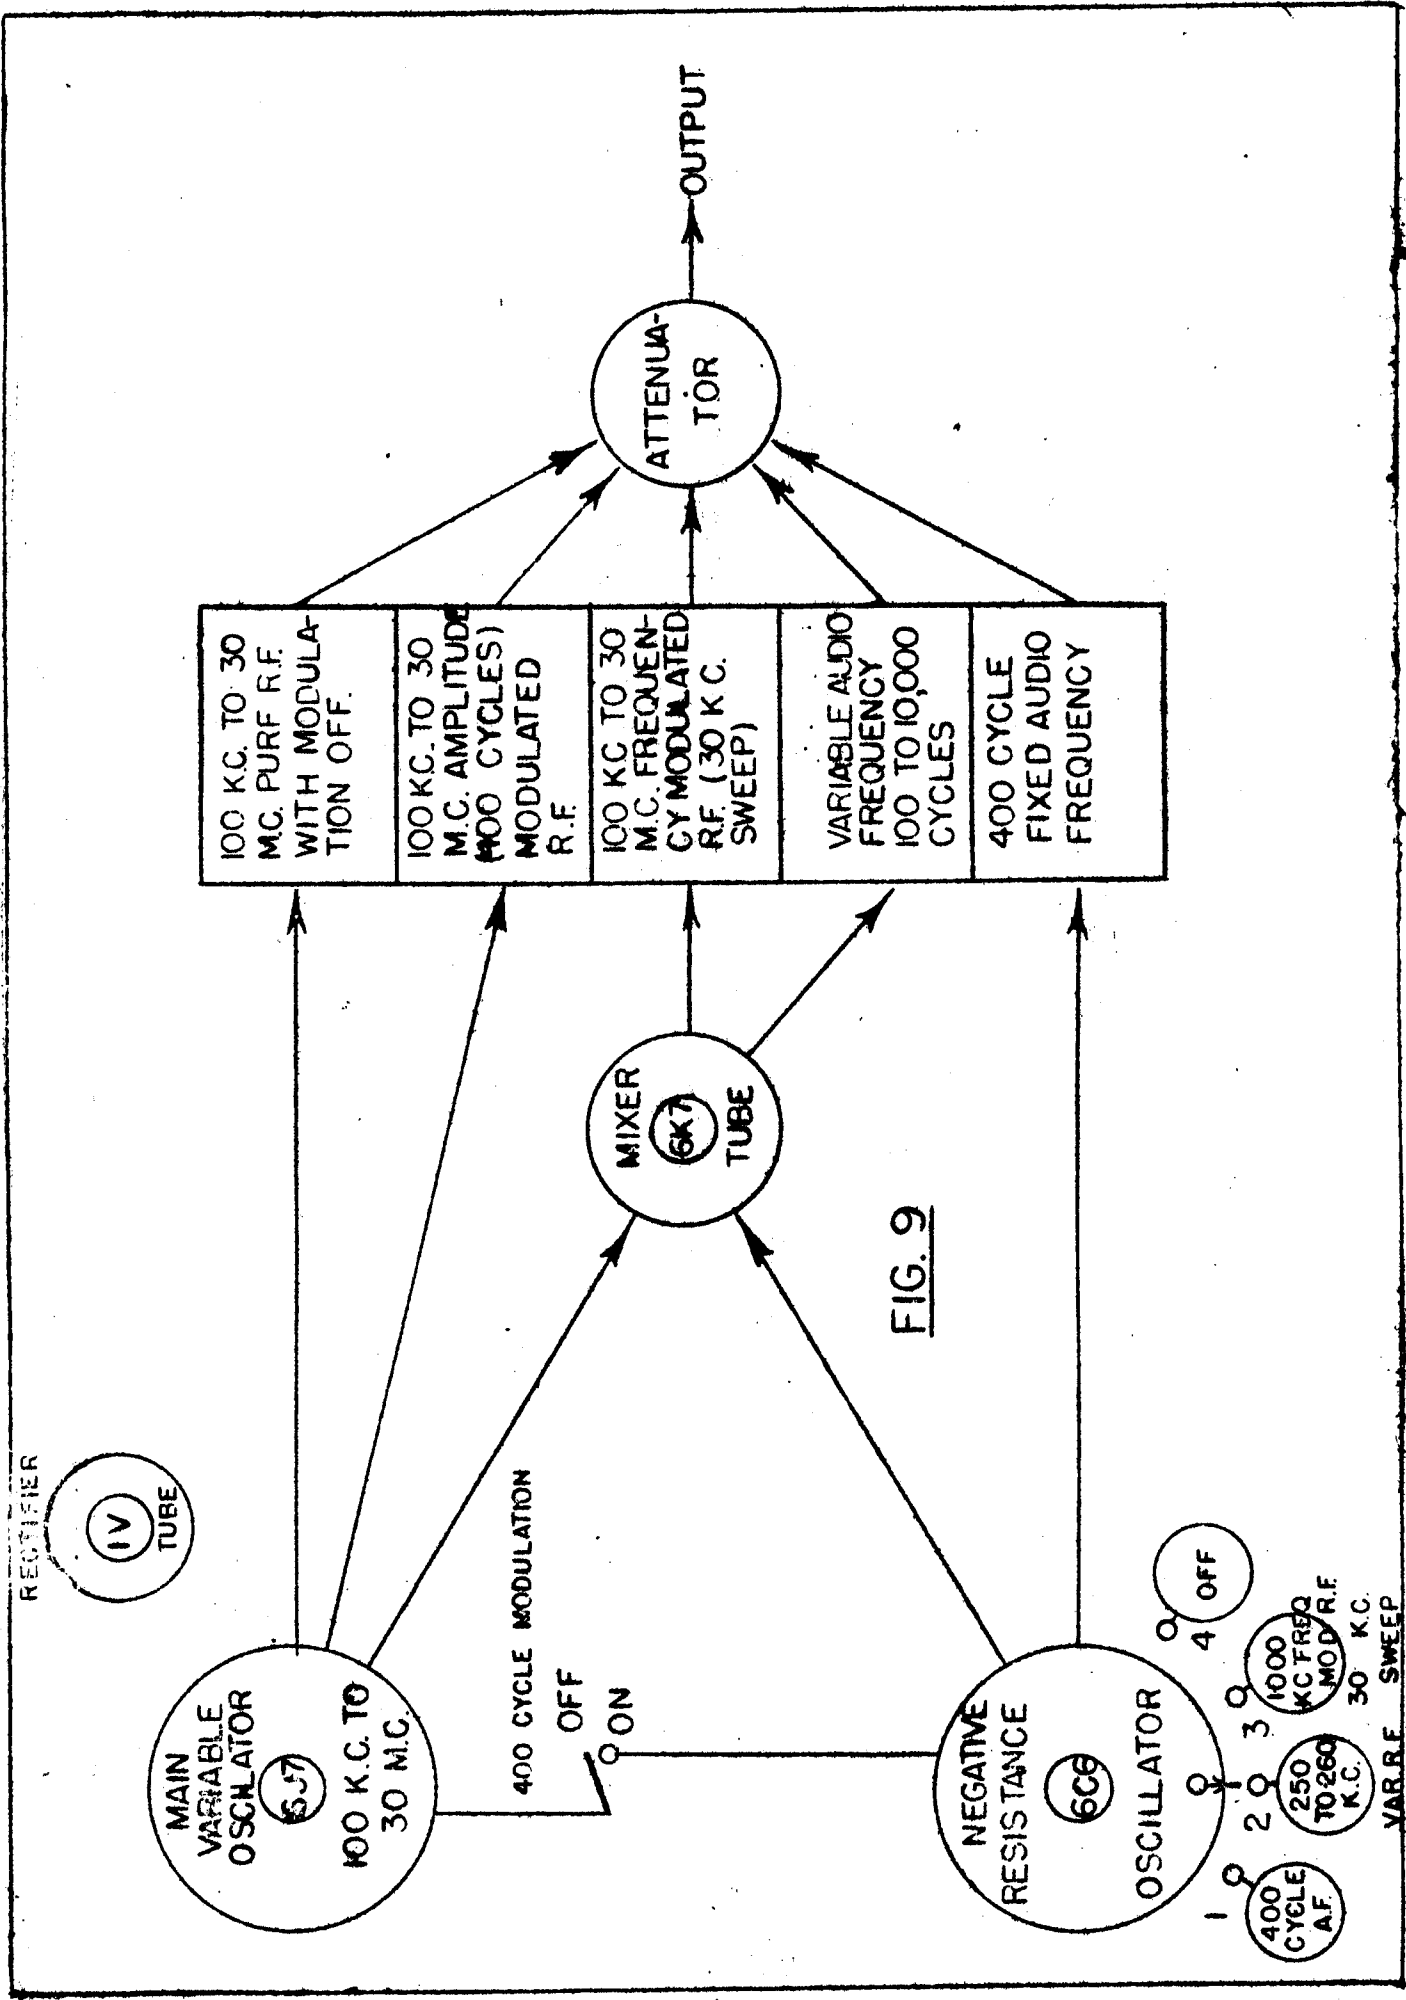 RECTIFIER
1V
TUBE
MAIN
VARIABLE
OSCILATOR
100 K.C. TO
30 M.C.
400 CYCLE MODULATION
OFF
ON
NEGATIVE
RESISTANCE
6C6
OSCILLATOR
1
400
CYCLE
A.F.
2
250
TO 260
K.C.
VAR.R.F.
3
1000
KC FREQ
MOD R.F.
30 K.C.
SWEEP
4
OFF
MIXER
6K7
TUBE
FIG. 9
100 K.C. TO 30
M.C. PURF R.F.
WITH MODULA-
TION OFF.
100 K.C. TO 30
M.C. AMPLITUDE
(400 CYCLES)
MODULATED
R.F.
100 K.C TO 30
M.C. FREQUEN-
CY MODULATED
R.F. (30 K.C.
SWEEP)
VARIABLE AUDIO
FREQUENCY
100 TO 10,000
CYCLES
400 CYCLE
FIXED AUDIO
FREQUENCY
ATTENUA-
TOR
OUTPUT